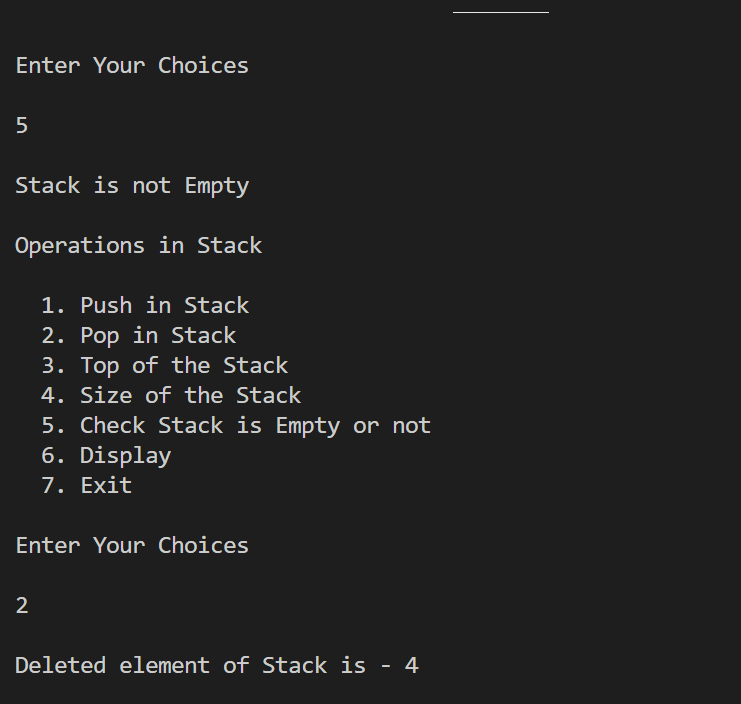 Enter Your Choices
5
Stack is not Empty
Operations in Stack
1. Push in Stack
2. Pop in Stack
3. Top of the Stack
4. Size of the Stack
5. Check Stack is Empty or not
6. Display
7. Exit
Enter Your Choices
2
Deleted element of Stack is - 4